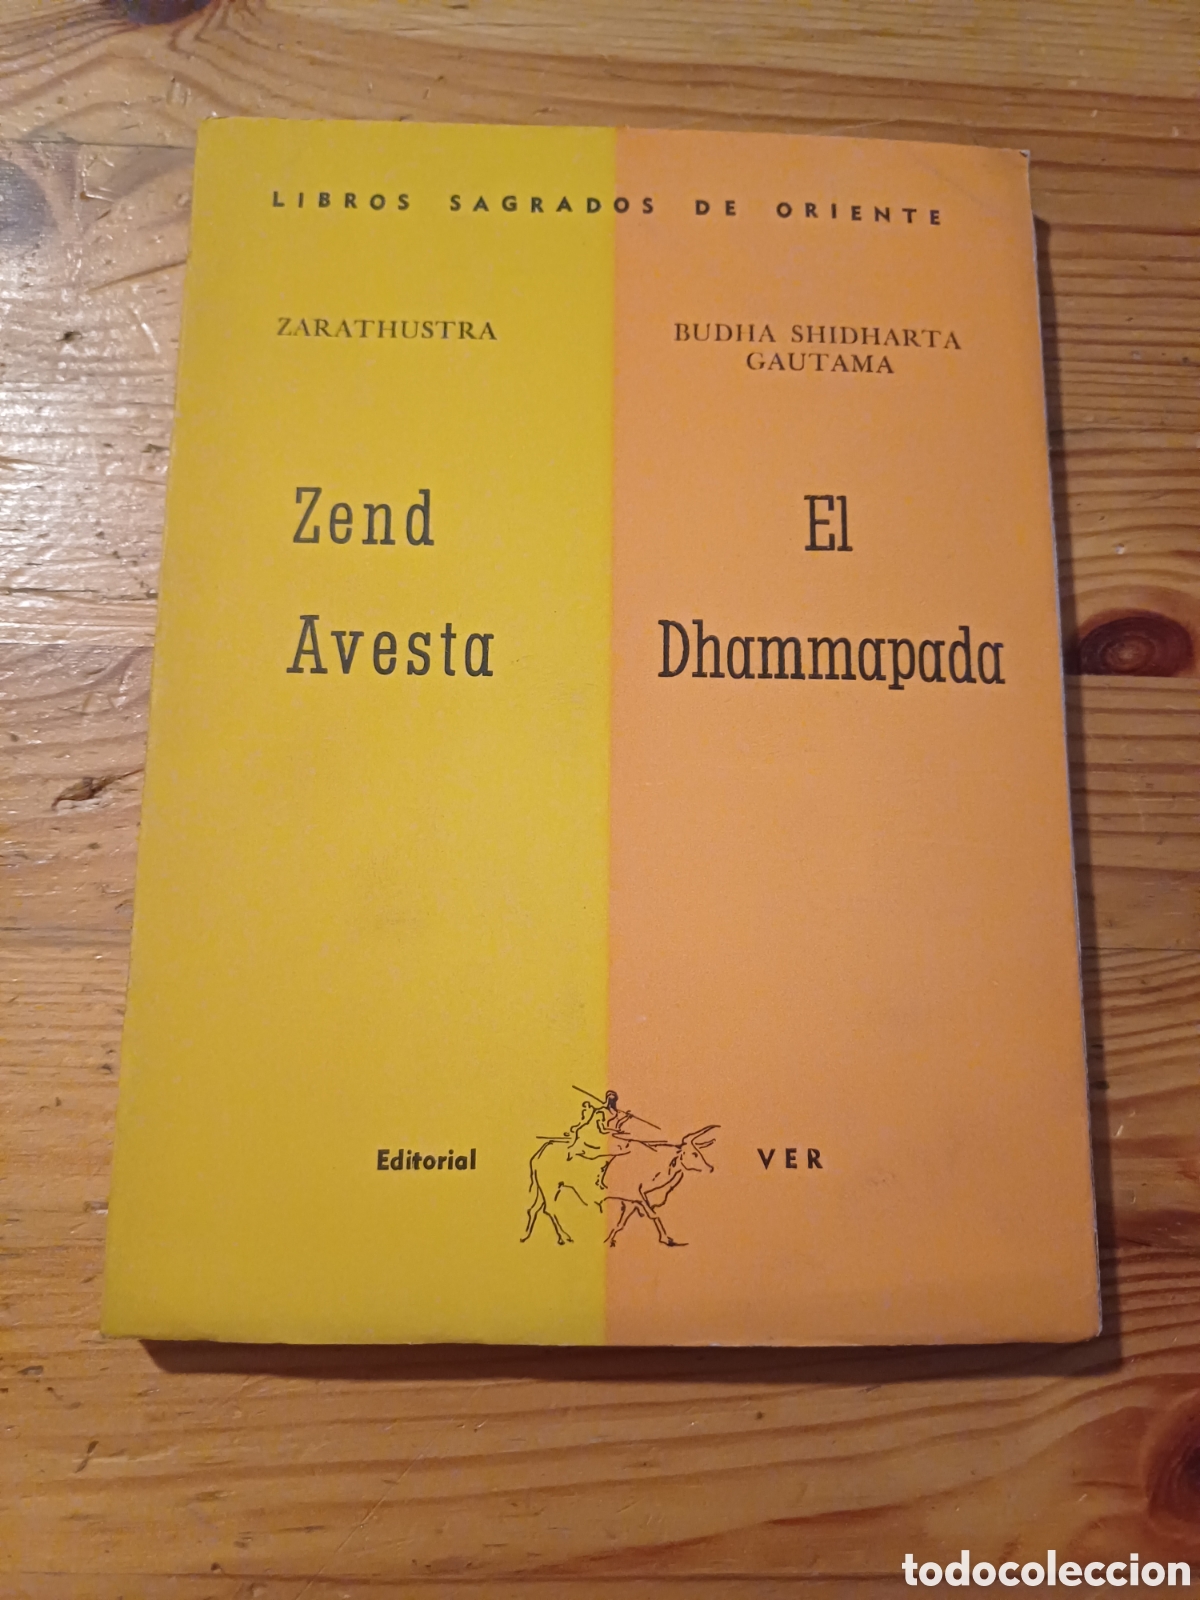 LIBROS SAGRADOS DE ORIENTE
ZARATHUSTRA
Zend
Avesta
BUDHA SHIDHARTA
GAUTAMA
El
Dhammapada
Editorial VER
todocoleccion